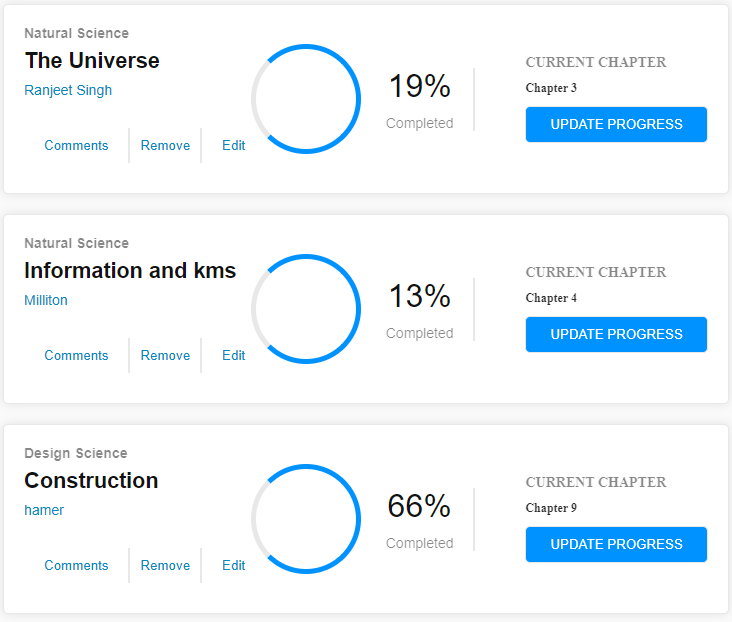 Natural Science
The Universe
Ranjeet Singh
Comments
Remove
Edit
19%
Completed
CURRENT CHAPTER
Chapter 3
UPDATE PROGRESS
Natural Science
Information and kms
Milliton
Comments
Remove
Edit
13%
Completed
CURRENT CHAPTER
Chapter 4
UPDATE PROGRESS
Design Science
Construction
hamer
Comments
Remove
Edit
66%
Completed
CURRENT CHAPTER
Chapter 9
UPDATE PROGRESS